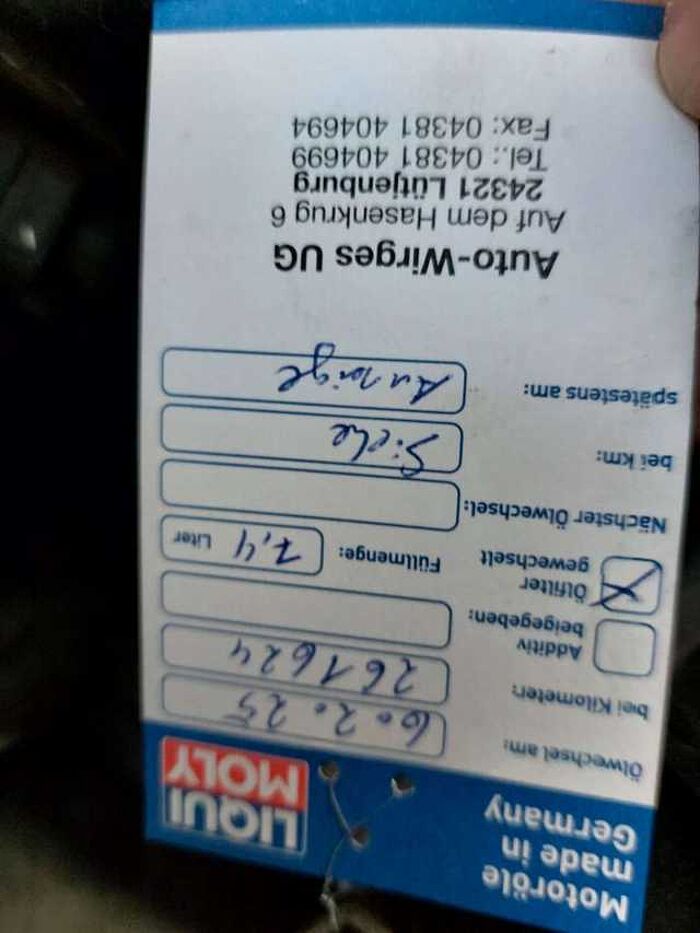 Motoröle
made in
Germany
LIQUI
MOLY
Ölwechsel am: 6.2.25
bei Kilometer: 261624
Additiv
beigegeben:
Ölfilter
gewechselt
Füllmenge: 7,4 Liter
Nächster Ölwechsel:
bei km: Siehe
spätestens am: Anzeige
Auto-Wirges UG
Auf dem Hasenkrug 6
24321 Lütjenburg
Tel.: 04381 404699
Fax: 04381 404694